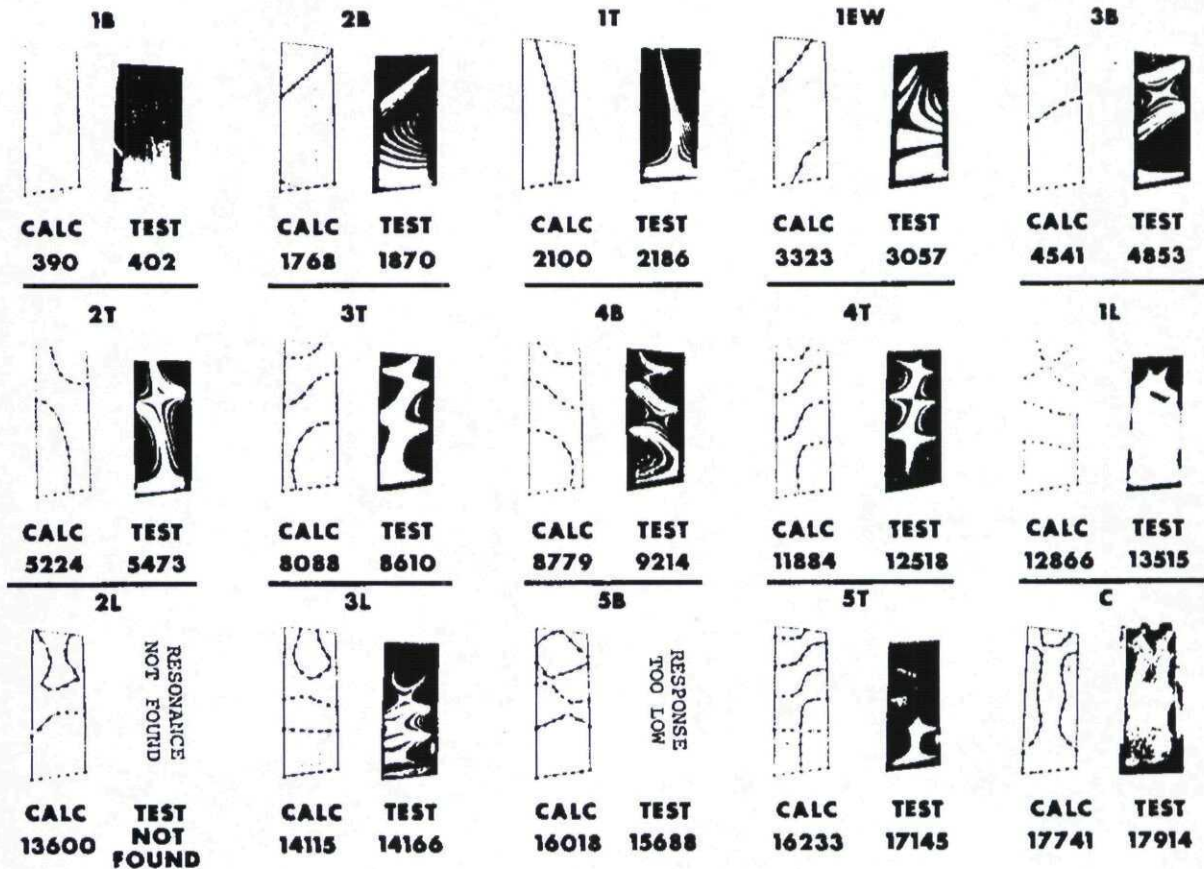 1B 2B 1T 1EW 3B
CALC TEST CALC TEST CALC TEST CALC TEST CALC TEST
390 402 1768 1870 2100 2186 3323 3057 4541 4853
2T 3T 4B 4T 1L
CALC TEST CALC TEST CALC TEST CALC TEST CALC TEST
5224 5473 8088 8610 8779 9214 11884 12518 12866 13515
2L 3L 5B 5T C
RESONANCE
NOT FOUND
RESPONSE
TOO LOW
CALC TEST CALC TEST CALC TEST CALC TEST CALC TEST
13600 NOT FOUND 14115 14166 16018 15688 16233 17145 17741 17914